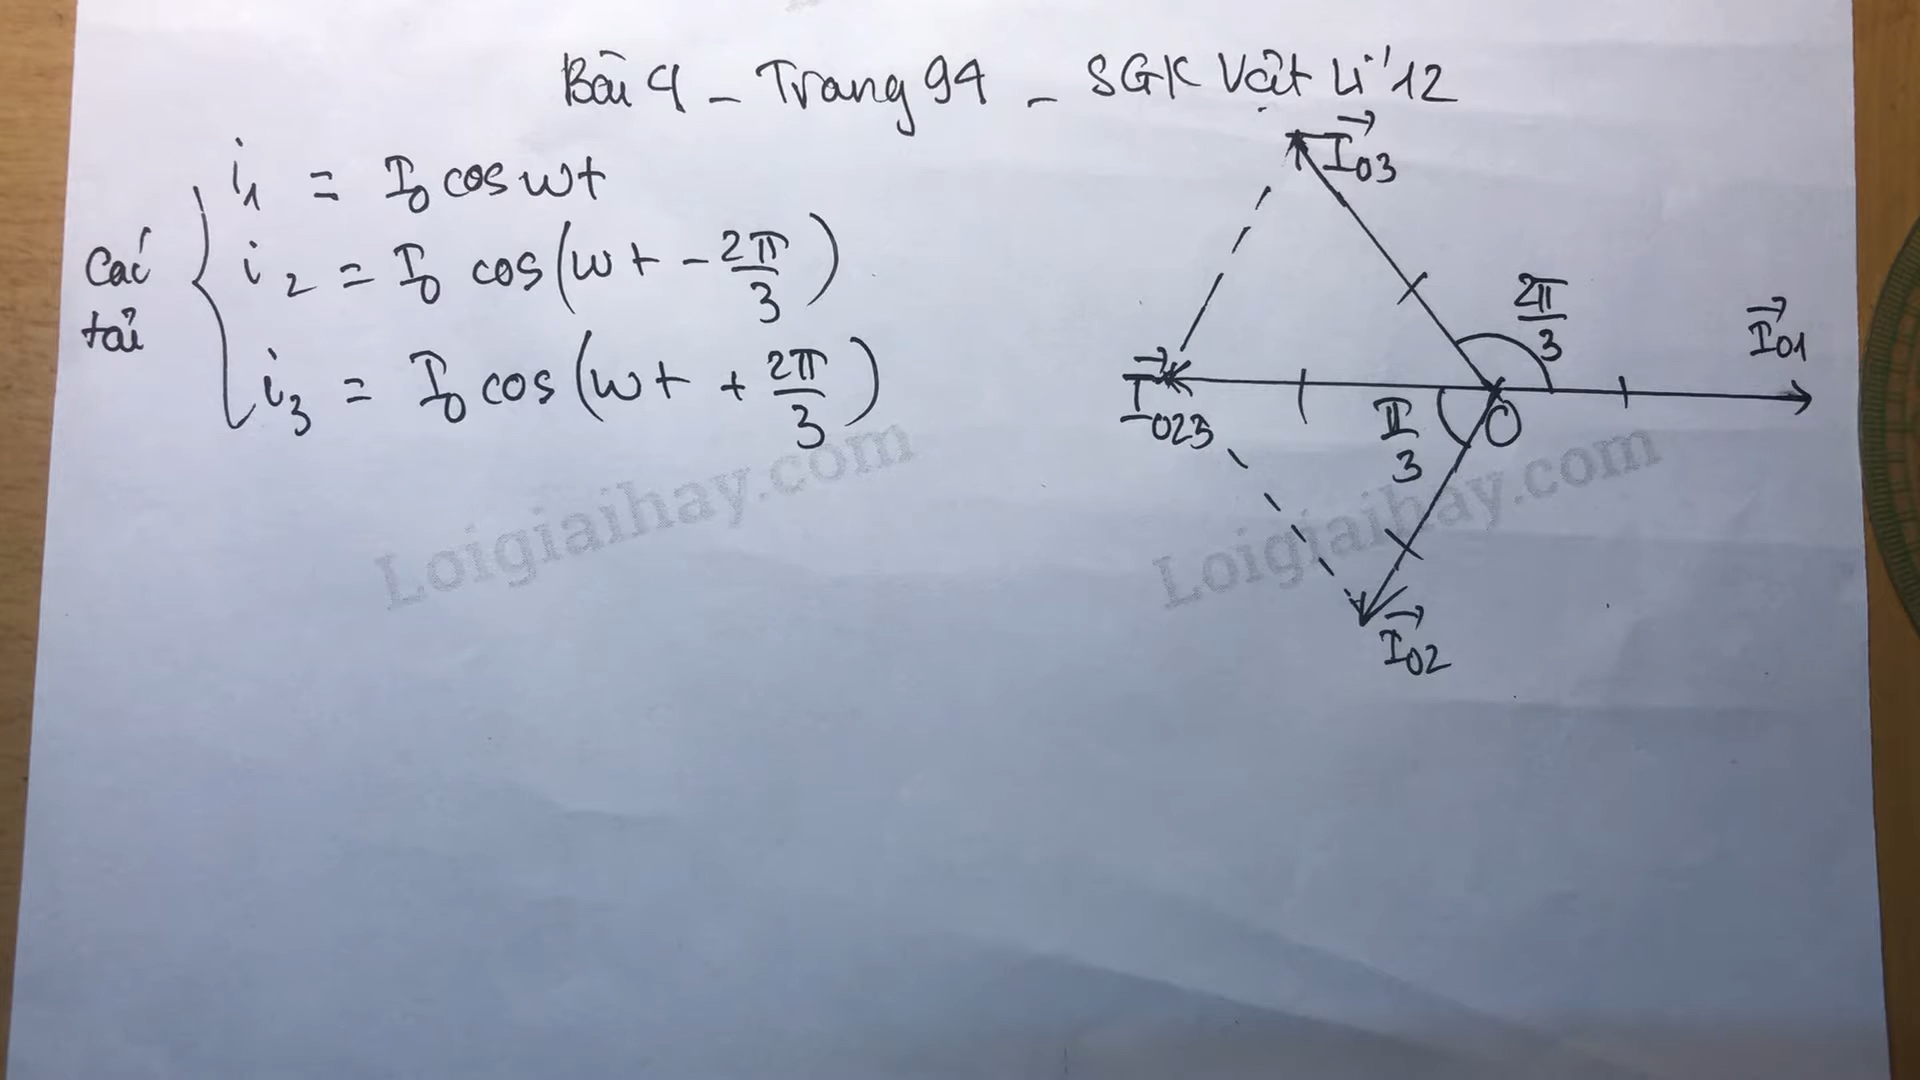 Bài 4 - Trang 94 - SGK Vật Lí 12
Các tải
i₁ = I₀ cos ωt
i₂ = I₀ cos(ωt - 2π/3)
i₃ = I₀ cos(ωt + 2π/3)
I⃗₀₃
2π/3
I⃗₀₁
I⃗₀₂₃
π/3
O
I⃗₀₂
Loigiaihay.com
Loigiaihay.com